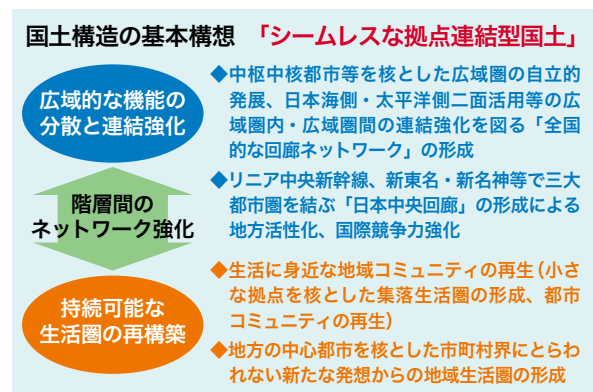 国土構造の基本構想 「シームレスな拠点連結型国土」
広域的な機能の
分散と連結強化
◆中枢中核都市等を核とした広域圏の自立的
発展、日本海側・太平洋側二面活用等の広
域圏内・広域圏間の連結強化を図る「全国
的な回廊ネットワーク」の形成
◆リニア中央新幹線、新東名・新名神等で三大
都市圏を結ぶ「日本中央回廊」の形成による
地方活性化、国際競争力強化
階層間の
ネットワーク強化
持続可能な
生活圏の再構築
◆生活に身近な地域コミュニティの再生（小さ
な拠点を核とした集落生活圏の形成、都市
コミュニティの再生）
◆地方の中心都市を核とした市町村界にとらわ
れない新たな発想からの地域生活圏の形成